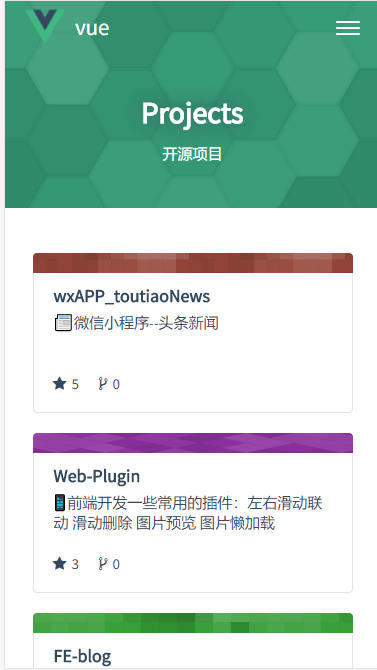 vue
Projects
开源项目
wxAPP_toutiaoNews
微信小程序--头条新闻
5 0
Web-Plugin
前端开发一些常用的插件：左右滑动联
动 滑动删除 图片预览 图片懒加载
3 0
FE-blog